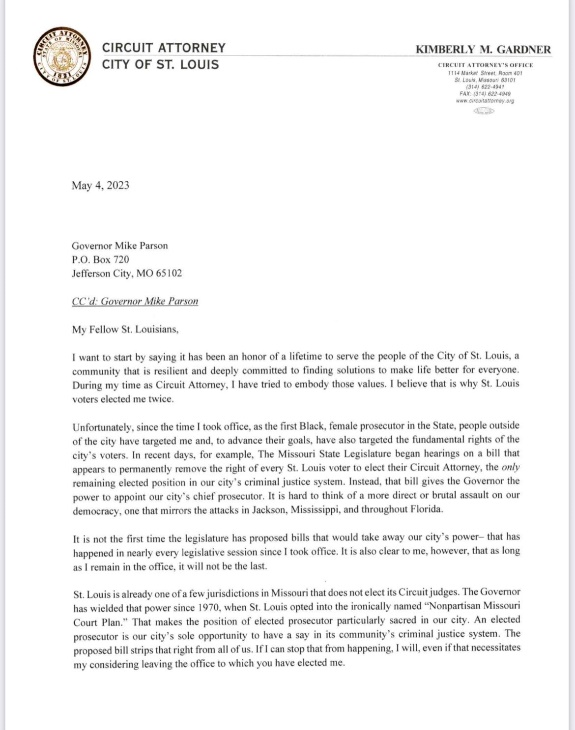 CIRCUIT ATTORNEY
CITY OF ST. LOUIS
KIMBERLY M. GARDNER
CIRCUIT ATTORNEY'S OFFICE
1114 Market Street, Room 401
St. Louis, Missouri 63101
(314) 622-4941
FAX: (314) 622-4949
www.circuitattorney.org
May 4, 2023
Governor Mike Parson
P.O. Box 720
Jefferson City, MO 65102
CC'd: Governor Mike Parson
My Fellow St. Louisians,
I want to start by saying it has been an honor of a lifetime to serve the people of the City of St. Louis, a
community that is resilient and deeply committed to finding solutions to make life better for everyone.
During my time as Circuit Attorney, I have tried to embody those values. I believe that is why St. Louis
voters elected me twice.
Unfortunately, since the time I took office, as the first Black, female prosecutor in the State, people outside
of the city have targeted me and, to advance their goals, have also targeted the fundamental rights of the
city's voters. In recent days, for example, The Missouri State Legislature began hearings on a bill that
appears to permanently remove the right of every St. Louis voter to elect their Circuit Attorney, the only
remaining elected position in our city's criminal justice system. Instead, that bill gives the Governor the
power to appoint our city's chief prosecutor. It is hard to think of a more direct or brutal assault on our
democracy, one that mirrors the attacks in Jackson, Mississippi, and throughout Florida.
It is not the first time the legislature has proposed bills that would take away our city's power– that has
happened in nearly every legislative session since I took office. It is also clear to me, however, that as long
as I remain in the office, it will not be the last.
St. Louis is already one of a few jurisdictions in Missouri that does not elect its Circuit judges. The Governor
has wielded that power since 1970, when St. Louis opted into the ironically named “Nonpartisan Missouri
Court Plan.” That makes the position of elected prosecutor particularly sacred in our city. An elected
prosecutor is our city's sole opportunity to have a say in its community's criminal justice system. The
proposed bill strips that right from all of us. If I can stop that from happening, I will, even if that necessitates
my considering leaving the office to which you have elected me.